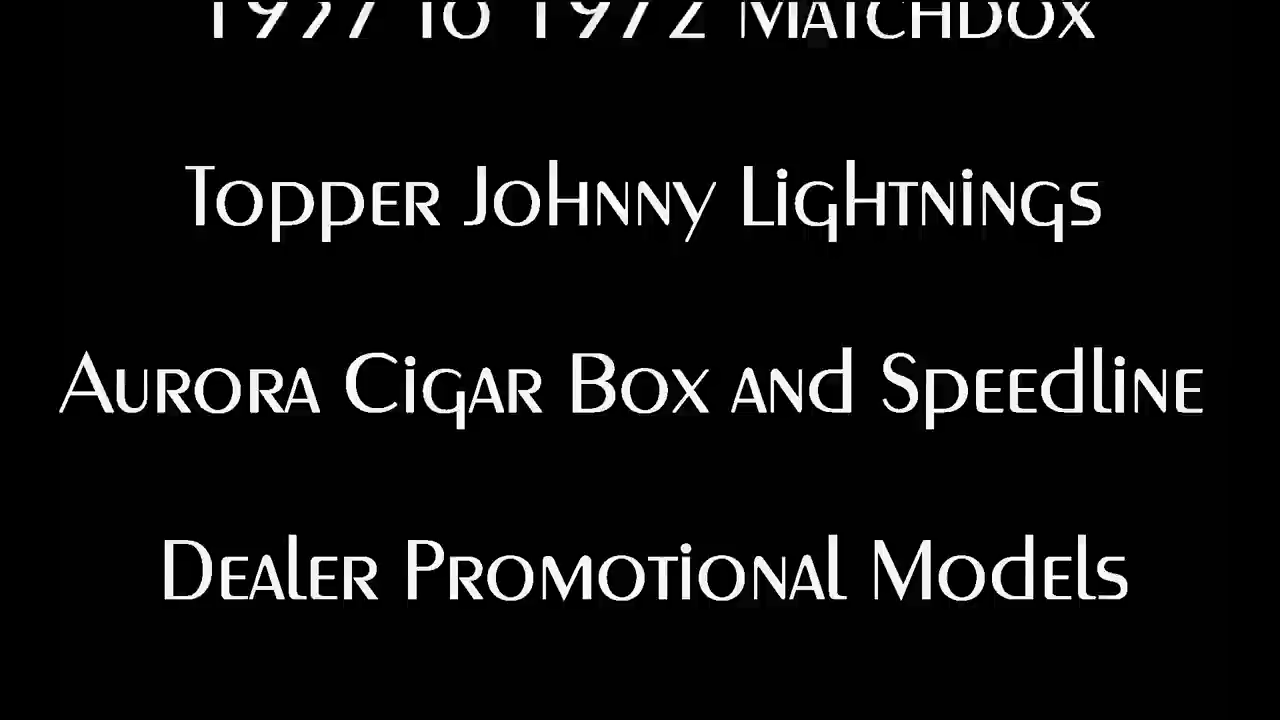 to 1972 Matchbox
Topper Johnny Lightnings
Aurora Cigar Box and Speedline
Dealer Promotional Models